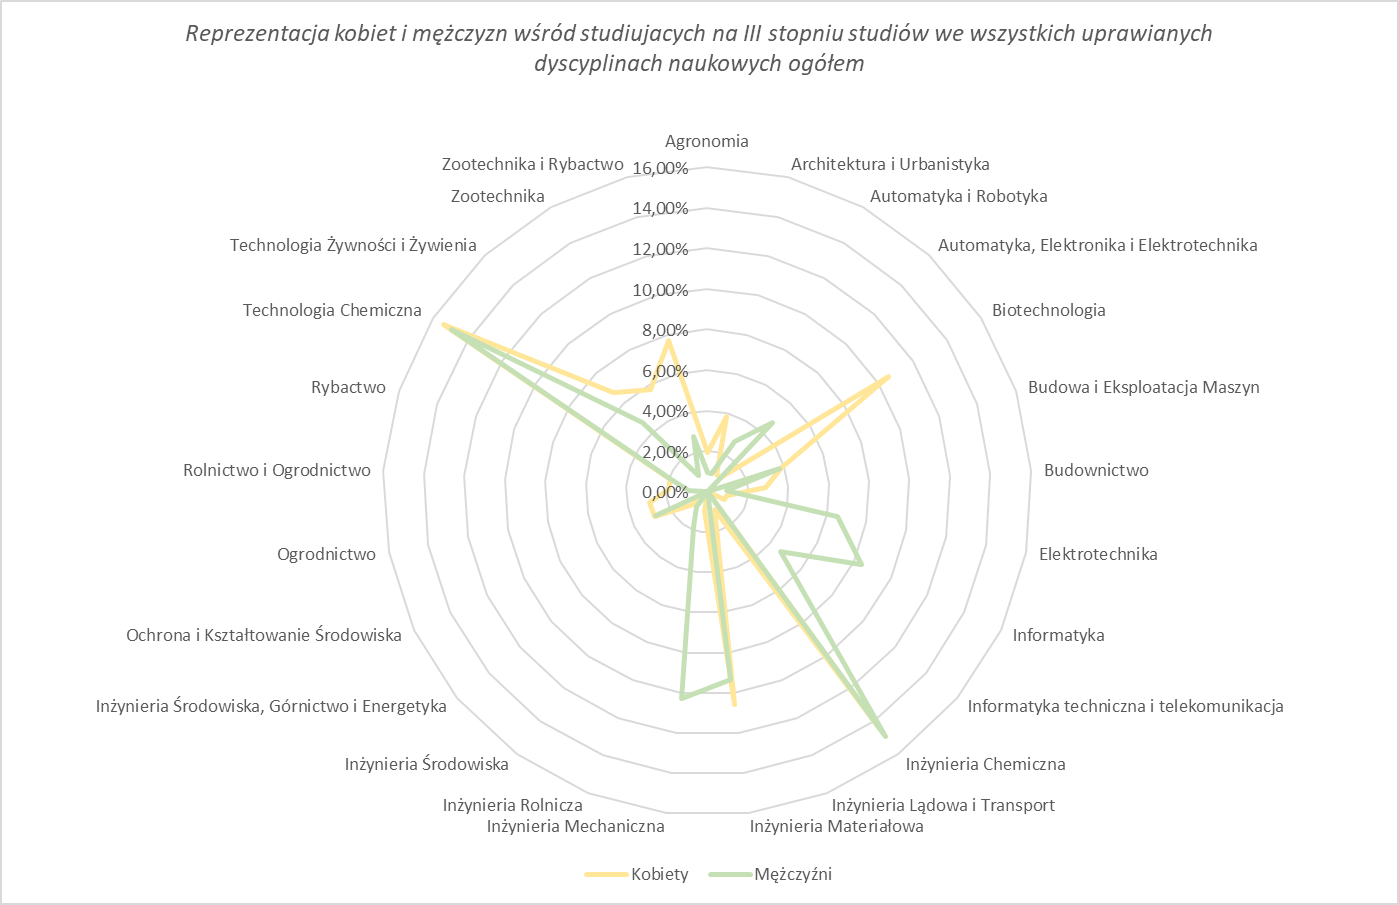 Reprezentacja kobiet i mężczyzn wśród studiujacych na III stopniu studiów we wszystkich uprawianych
dyscyplinach naukowych ogółem
Agronomia
Architektura i Urbanistyka
Automatyka i Robotyka
Automatyka, Elektronika i Elektrotechnika
Biotechnologia
Budowa i Eksploatacja Maszyn
Budownictwo
Elektrotechnika
Informatyka
Informatyka techniczna i telekomunikacja
Inżynieria Chemiczna
Inżynieria Lądowa i Transport
Inżynieria Materiałowa
Inżynieria Mechaniczna
Inżynieria Rolnicza
Inżynieria Środowiska
Inżynieria Środowiska, Górnictwo i Energetyka
Ochrona i Kształtowanie Środowiska
Ogrodnictwo
Rolnictwo i Ogrodnictwo
Rybactwo
Technologia Chemiczna
Technologia Żywności i Żywienia
Zootechnika
Zootechnika i Rybactwo
16,00%
14,00%
12,00%
10,00%
8,00%
6,00%
4,00%
2,00%
0,00%
Kobiety
Mężczyźni